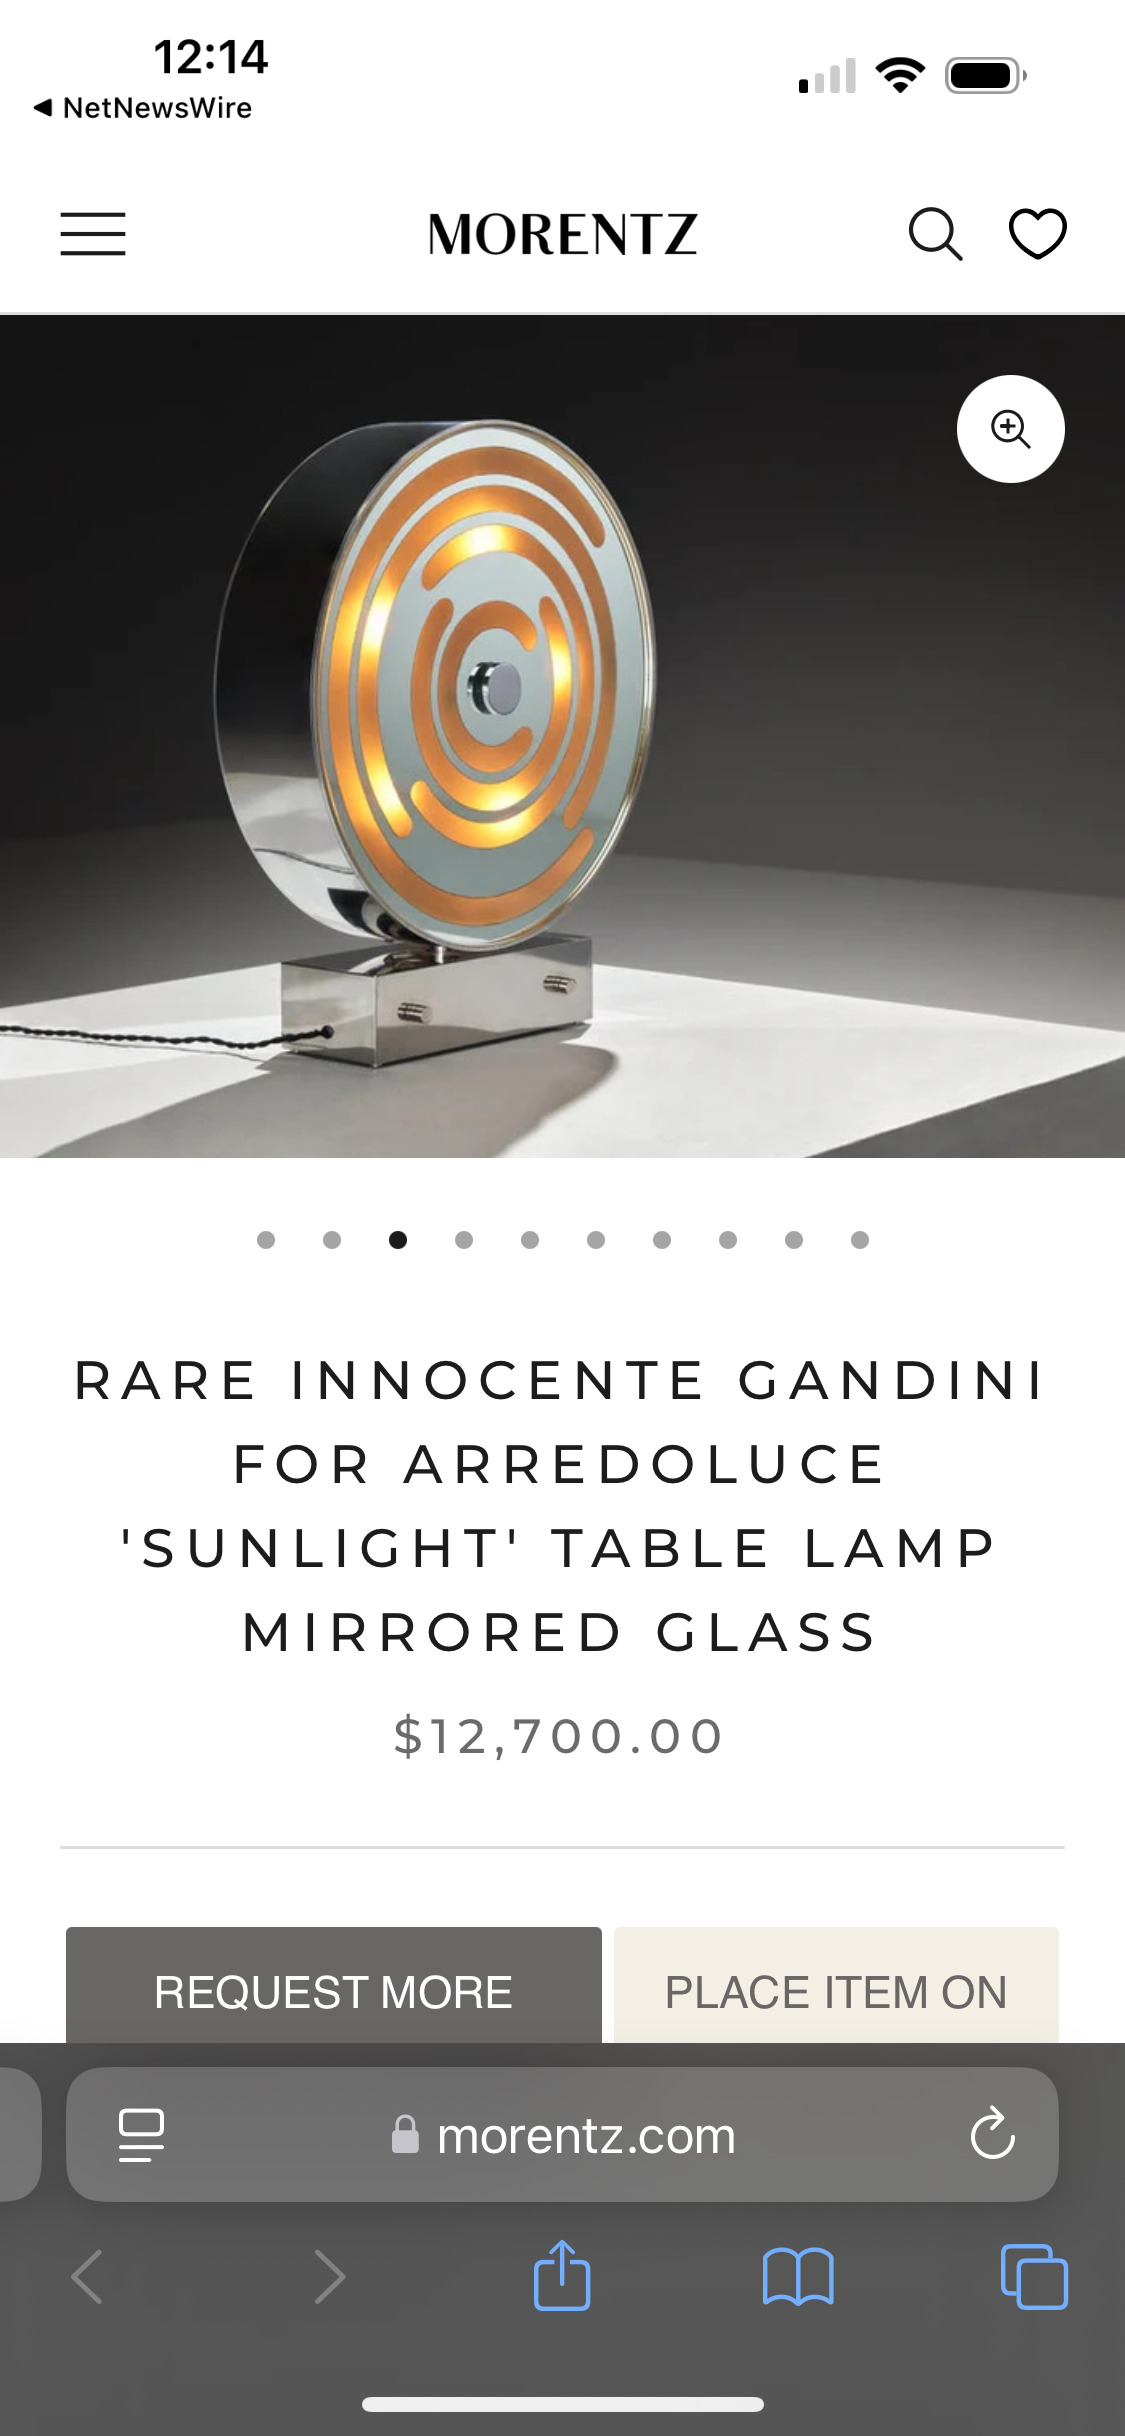 12:14
◀ NetNewsWire
MORENTZ
RARE INNOCENTE GANDINI
FOR ARREDOLUCE
'SUNLIGHT' TABLE LAMP
MIRRORED GLASS
$12,700.00
REQUEST MORE
PLACE ITEM ON
morentz.com